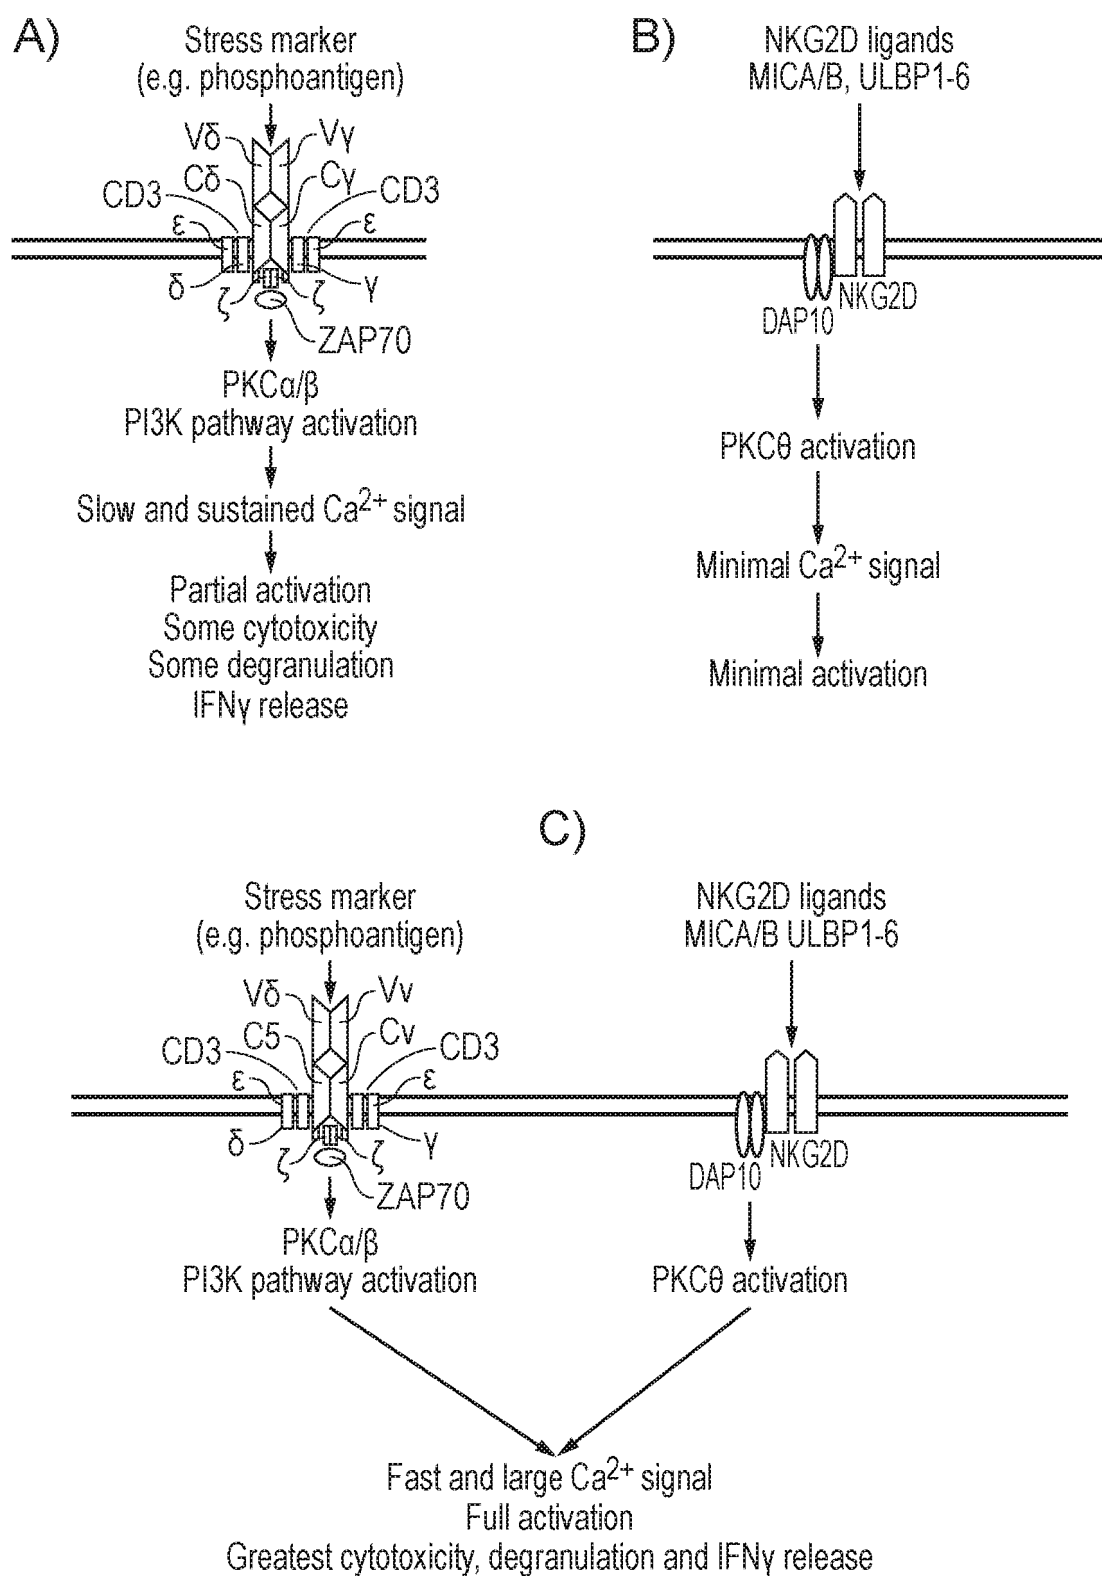 A)
Stress marker
(e.g. phosphoantigen)
Vδ
Vγ
Cδ
Cγ
CD3
CD3
ε
ε
δ
γ
ζ
ζ
ZAP70
PKCα/β
PI3K pathway activation
Slow and sustained Ca2+ signal
Partial activation
Some cytotoxicity
Some degranulation
IFNγ release
B)
NKG2D ligands
MICA/B, ULBP1-6
NKG2D
DAP10
PKCθ activation
Minimal Ca2+ signal
Minimal activation
C)
Stress marker
(e.g. phosphoantigen)
Vδ
Vv
C5
Cv
CD3
CD3
ε
ε
δ
γ
ζ
ζ
ZAP70
PKCα/β
PI3K pathway activation
NKG2D ligands
MICA/B ULBP1-6
NKG2D
DAP10
PKCθ activation
Fast and large Ca2+ signal
Full activation
Greatest cytotoxicity, degranulation and IFNγ release